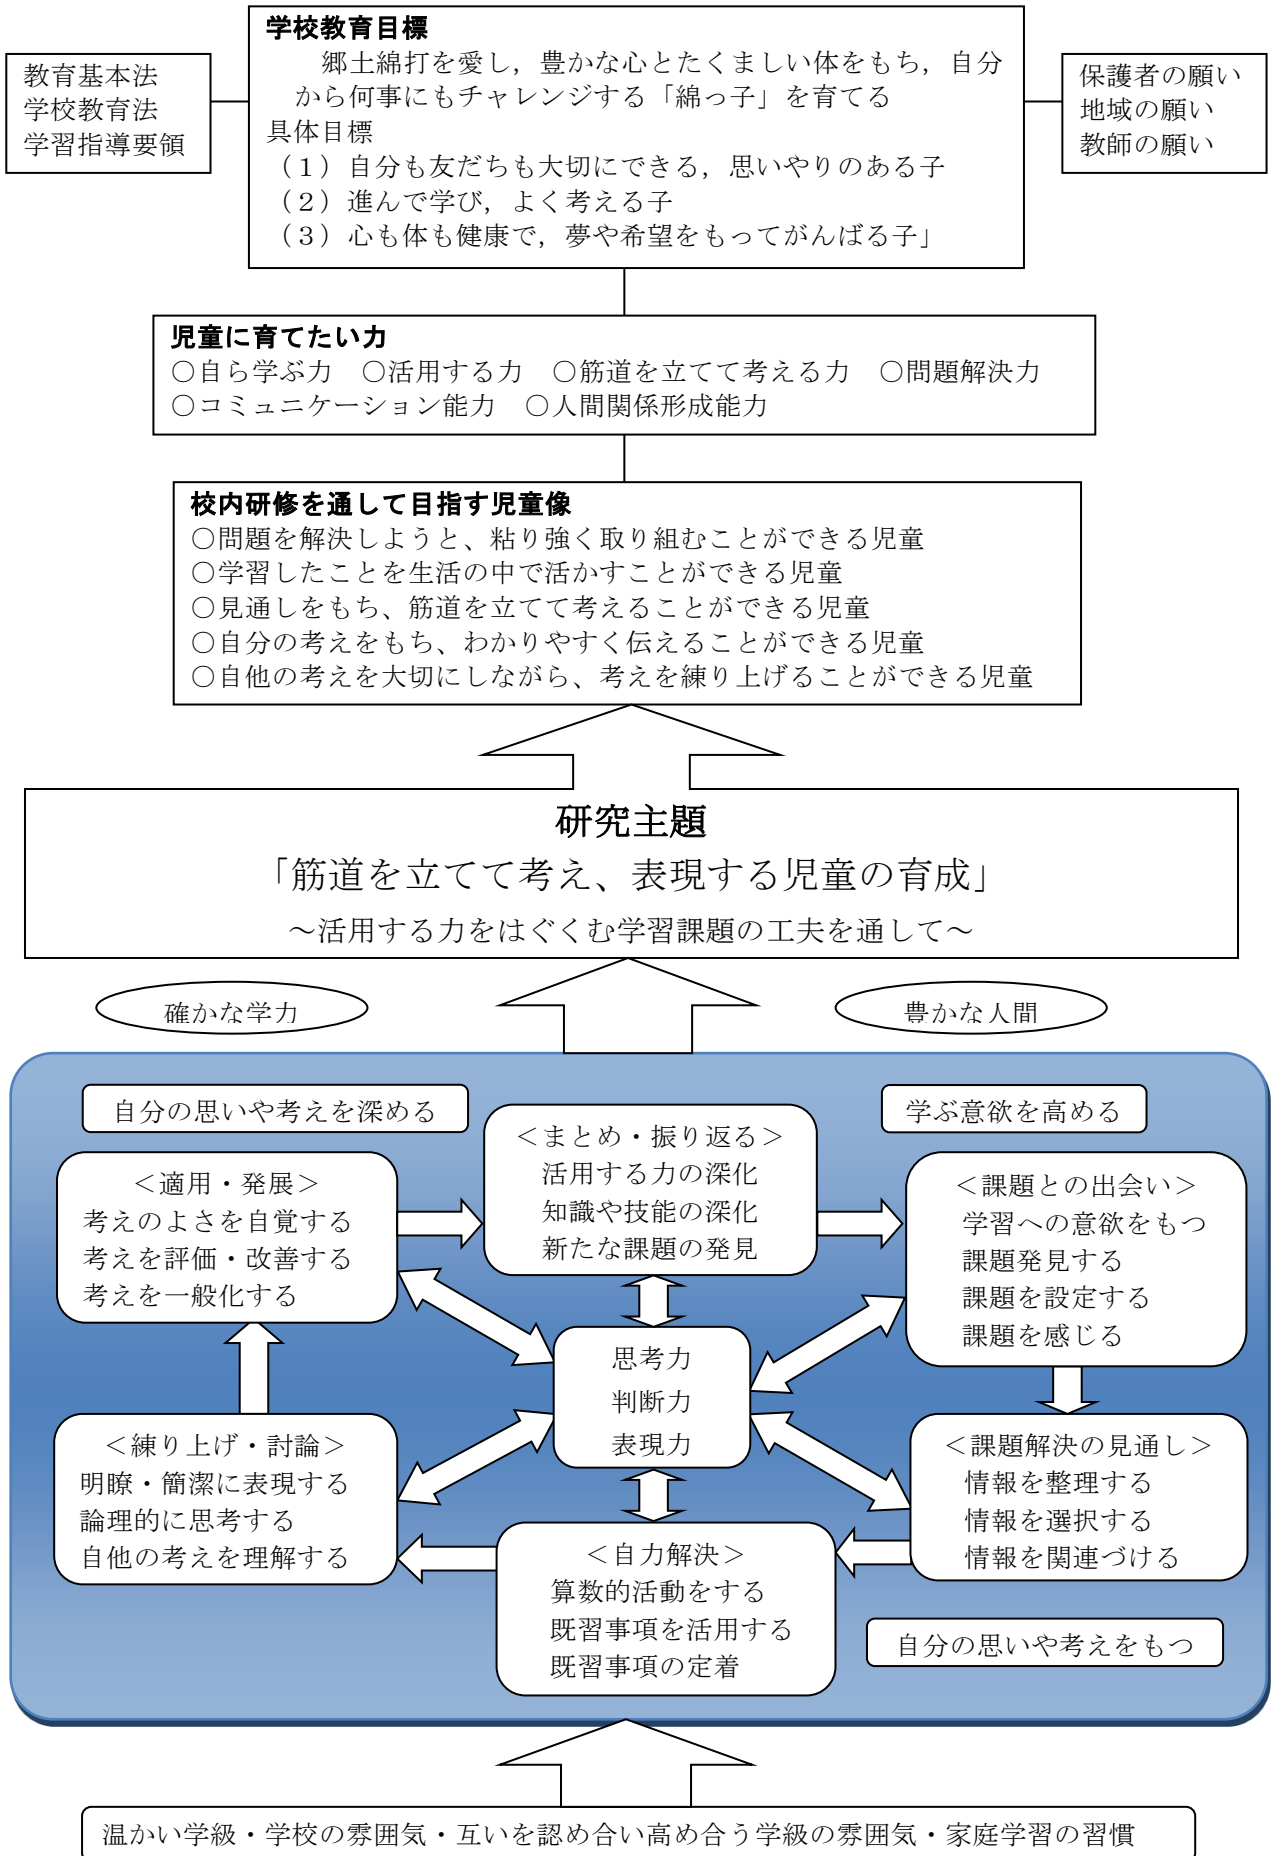 学校教育目標
郷土綿打を愛し，豊かな心とたくましい体をもち，自分
から何事にもチャレンジする「綿っ子」を育てる
具体目標
（１）自分も友だちも大切にできる，思いやりのある子
（２）進んで学び，よく考える子
（３）心も体も健康で，夢や希望をもってがんばる子」
教育基本法
学校教育法
学習指導要領
保護者の願い
地域の願い
教師の願い
児童に育てたい力
○自ら学ぶ力　○活用する力　○筋道を立てて考える力　○問題解決力
○コミュニケーション能力　○人間関係形成能力
校内研修を通して目指す児童像
○問題を解決しようと、粘り強く取り組むことができる児童
○学習したことを生活の中で活かすことができる児童
○見通しをもち、筋道を立てて考えることができる児童
○自分の考えをもち、わかりやすく伝えることができる児童
○自他の考えを大切にしながら、考えを練り上げることができる児童
研究主題
「筋道を立てて考え、表現する児童の育成」
～活用する力をはぐくむ学習課題の工夫を通して～
確かな学力
豊かな人間
自分の思いや考えを深める
学ぶ意欲を高める
＜まとめ・振り返る＞
活用する力の深化
知識や技能の深化
新たな課題の発見
＜適用・発展＞
考えのよさを自覚する
考えを評価・改善する
考えを一般化する
＜課題との出会い＞
学習への意欲をもつ
課題発見する
課題を設定する
課題を感じる
思考力
判断力
表現力
＜練り上げ・討論＞
明瞭・簡潔に表現する
論理的に思考する
自他の考えを理解する
＜課題解決の見通し＞
情報を整理する
情報を選択する
情報を関連づける
＜自力解決＞
算数的活動をする
既習事項を活用する
既習事項の定着
自分の思いや考えをもつ
温かい学級・学校の雰囲気・互いを認め合い高め合う学級の雰囲気・家庭学習の習慣